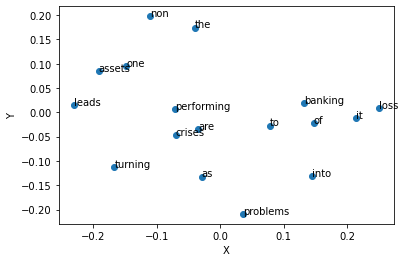 0.20
0.15
0.10
0.05
0.00
−0.05
−0.10
−0.15
−0.20
Y
non
the
one
assets
leads
performing
banking
loss
it
of
to
are
crises
turning
as
into
problems
−0.2
−0.1
0.0
0.1
0.2
X